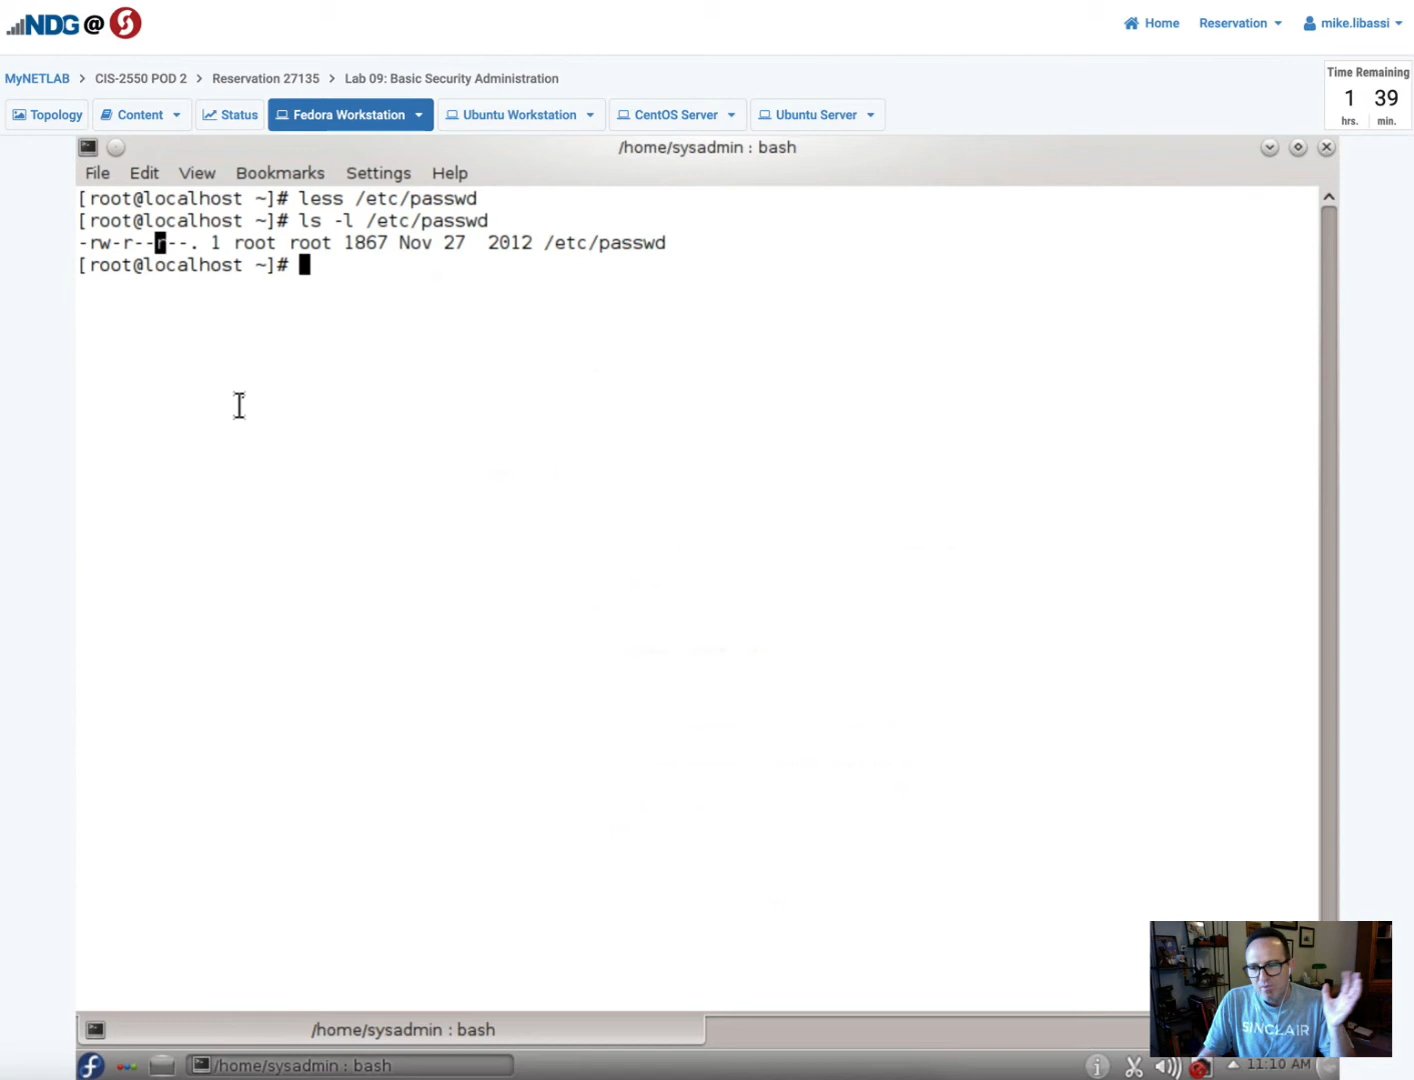 NDG @
Home
Reservation
mike.libassi
MyNETLAB > CIS-2550 POD 2 > Reservation 27135 > Lab 09: Basic Security Administration
Time Remaining
1 39
hrs. min.
Topology
Content
Status
Fedora Workstation
Ubuntu Workstation
CentOS Server
Ubuntu Server
/home/sysadmin : bash
File Edit View Bookmarks Settings Help
[root@localhost ~]# less /etc/passwd
[root@localhost ~]# ls -l /etc/passwd
-rw-r--r--. 1 root root 1867 Nov 27  2012 /etc/passwd
[root@localhost ~]#
SINCLAIR
/home/sysadmin : bash
/home/sysadmin : bash
11:10 AM